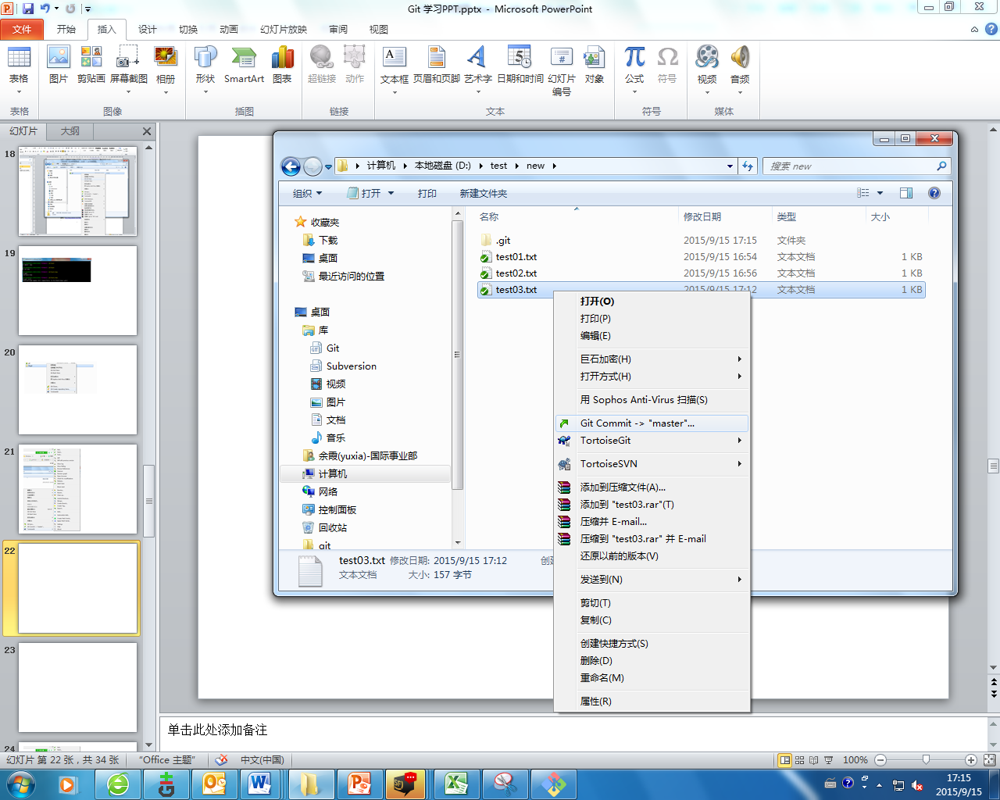 Git 学习PPT.pptx - Microsoft PowerPoint
文件 开始 插入 设计 切换 动画 幻灯片放映 审阅 视图
表格 图片 剪贴画 屏幕截图 相册 形状 SmartArt 图表 超链接 动作 文本框 页眉和页脚 艺术字 日期和时间 幻灯片编号 对象 公式 符号 视频 音频
表格 图像 插图 链接 文本 符号 媒体
幻灯片 大纲
18
19
20
21
22
23
24
计算机 本地磁盘 (D:) test new
搜索 new
组织 打开 打印 新建文件夹
收藏夹
下载
桌面
最近访问的位置
桌面
库
Git
Subversion
视频
图片
文档
音乐
余霞(yuxia)-国际事业部
计算机
网络
控制面板
回收站
git
名称 修改日期 类型 大小
.git 2015/9/15 17:15 文件夹
test01.txt 2015/9/15 16:54 文本文档 1 KB
test02.txt 2015/9/15 16:56 文本文档 1 KB
test03.txt 2015/9/15 17:12 文本文档 1 KB
打开(O)
打印(P)
编辑(E)
巨石加密(H)
打开方式(H)
用 Sophos Anti-Virus 扫描(S)
Git Commit -> "master"...
TortoiseGit
TortoiseSVN
添加到压缩文件(A)...
添加到 "test03.rar"(T)
压缩并 E-mail...
压缩到 "test03.rar" 并 E-mail
还原以前的版本(V)
发送到(N)
剪切(T)
复制(C)
创建快捷方式(S)
删除(D)
重命名(M)
属性(R)
test03.txt 修改日期: 2015/9/15 17:12 创
文本文档 大小: 157 字节
单击此处添加备注
幻灯片 第 22 张，共 34 张 "Office 主题" 中文(中国) 100%
17:15
2015/9/15